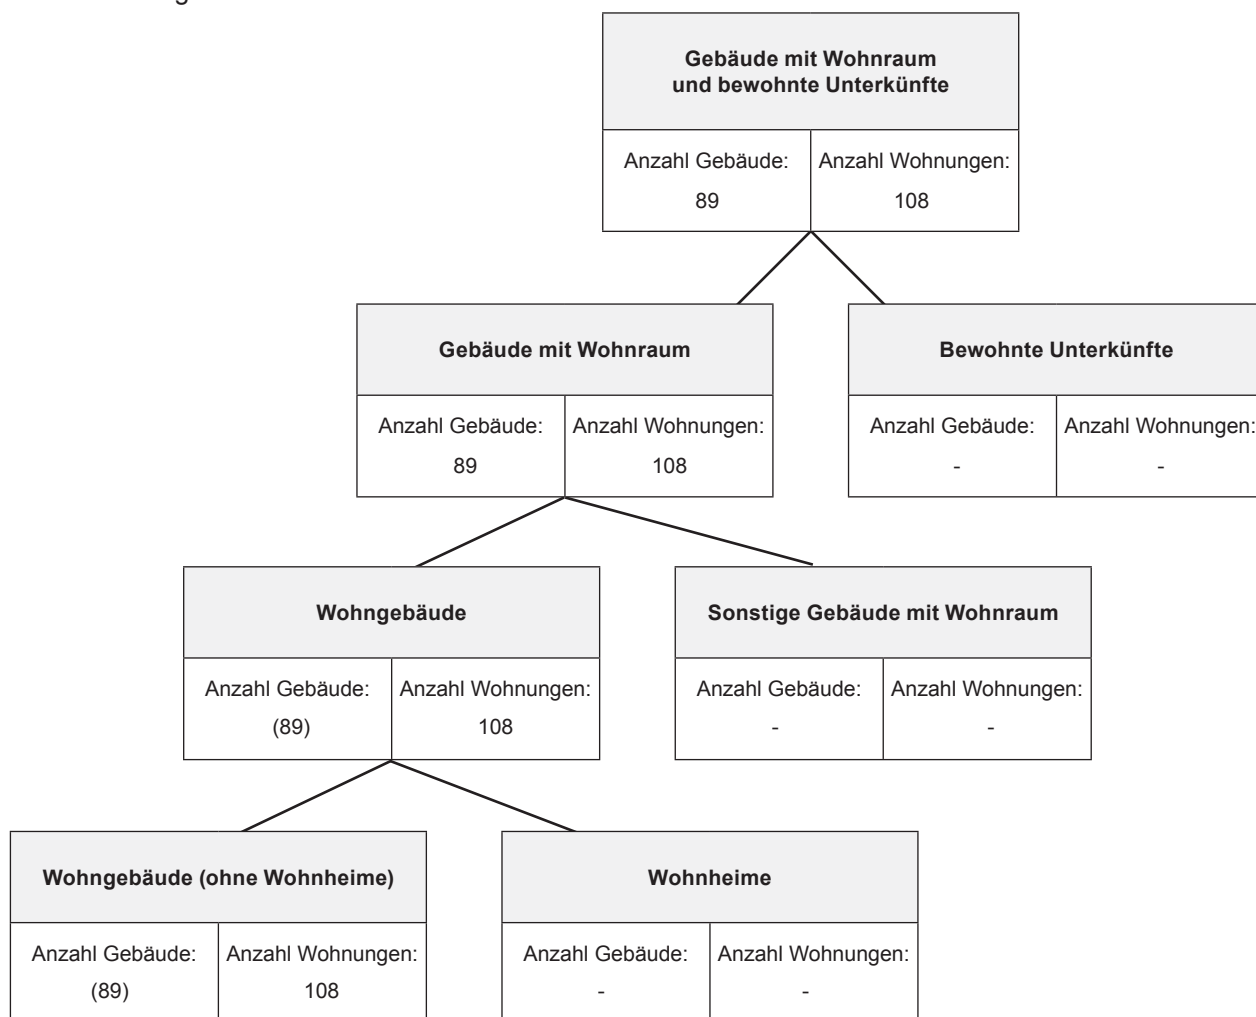 Gebäude mit Wohnraum
und bewohnte Unterkünfte
Anzahl Gebäude: Anzahl Wohnungen:
89 108
Gebäude mit Wohnraum
Bewohnte Unterkünfte
Anzahl Gebäude: Anzahl Wohnungen:
89 108
Anzahl Gebäude: Anzahl Wohnungen:
- -
Wohngebäude
Sonstige Gebäude mit Wohnraum
Anzahl Gebäude: Anzahl Wohnungen:
(89) 108
Anzahl Gebäude: Anzahl Wohnungen:
- -
Wohngebäude (ohne Wohnheime)
Wohnheime
Anzahl Gebäude: Anzahl Wohnungen:
(89) 108
Anzahl Gebäude: Anzahl Wohnungen:
- -